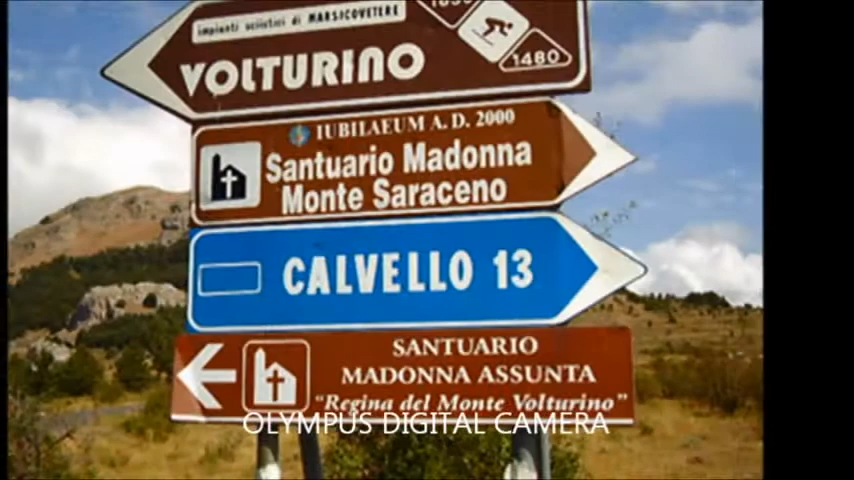 impianti sciistici di MARSICOVETERE
VOLTURINO
1480
IUBILAEUM A.D. 2000
Santuario Madonna
Monte Saraceno
CALVELLO 13
SANTUARIO
MADONNA ASSUNTA
"Regina del Monte Volturino"
OLYMPUS DIGITAL CAMERA